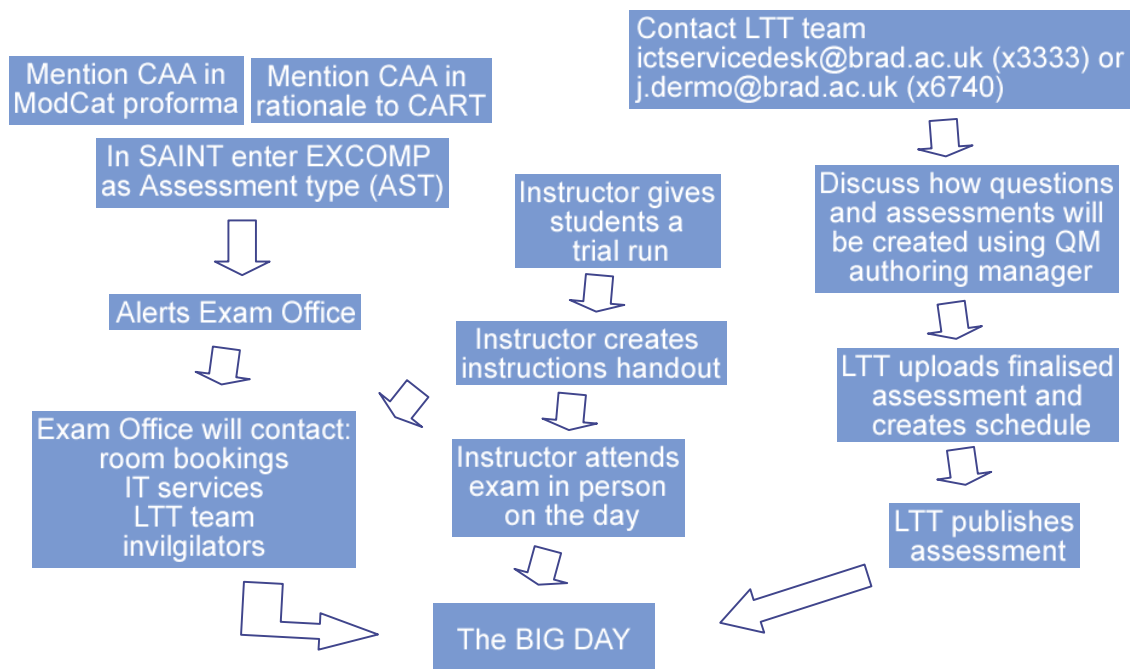 Mention CAA in
ModCat proforma
Mention CAA in
rationale to CART
In SAINT enter EXCOMP
as Assessment type (AST)
Alerts Exam Office
Exam Office will contact:
room bookings
IT services
LTT team
invilgilators
Instructor gives
students a
trial run
Instructor creates
instructions handout
Instructor attends
exam in person
on the day
Contact LTT team
ictservicedesk@brad.ac.uk (x3333) or
j.dermo@brad.ac.uk (x6740)
Discuss how questions
and assessments will
be created using QM
authoring manager
LTT uploads finalised
assessment and
creates schedule
LTT publishes
assessment
The BIG DAY